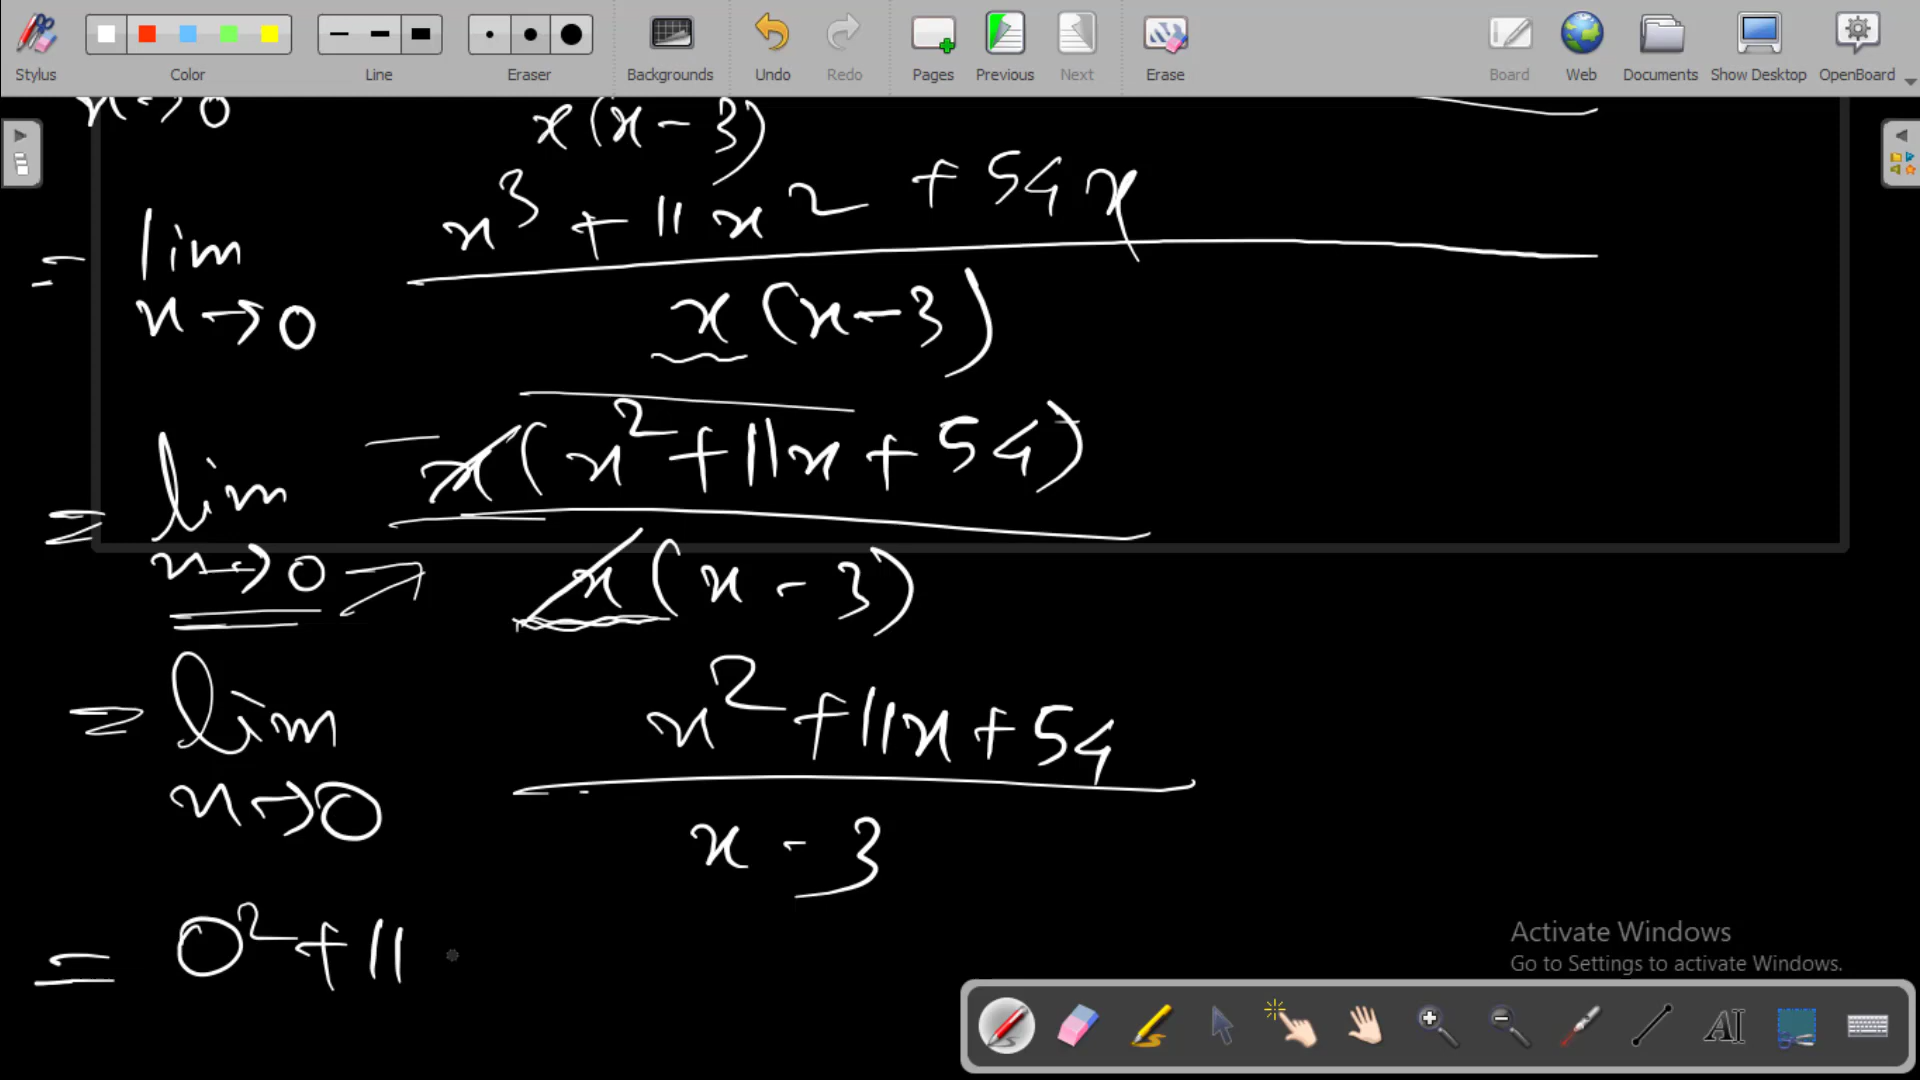 Stylus Color Line Eraser Backgrounds Undo Redo Pages Previous Next Erase Board Web Documents Show Desktop OpenBoard
x→0 x(x-3)
= lim x→0 x³ + 11x² + 54x / x(x-3)
= lim x→0 x(x² + 11x + 54) / x(x-3)
= lim x→0 x² + 11x + 54 / x-3
= 0² + 11
Activate Windows
Go to Settings to activate Windows.
AI